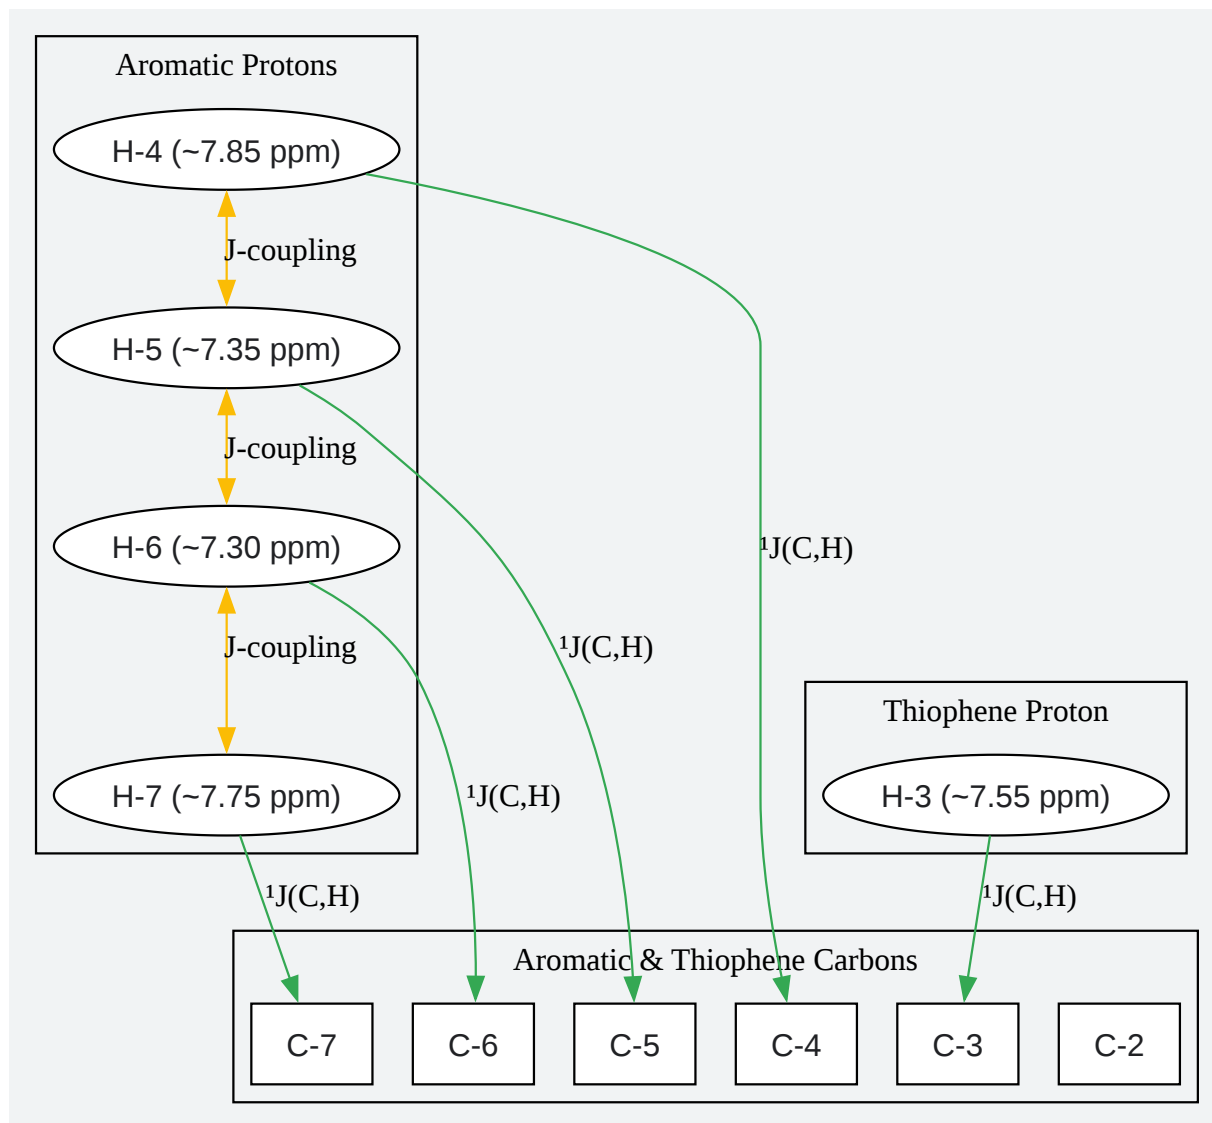 Aromatic Protons
H-4 (~7.85 ppm)
J-coupling
H-5 (~7.35 ppm)
J-coupling
H-6 (~7.30 ppm)
¹J(C,H)
J-coupling
¹J(C,H)
Thiophene Proton
H-7 (~7.75 ppm)
¹J(C,H)
H-3 (~7.55 ppm)
¹J(C,H)
¹J(C,H)
Aromatic & Thiophene Carbons
C-7
C-6
C-5
C-4
C-3
C-2